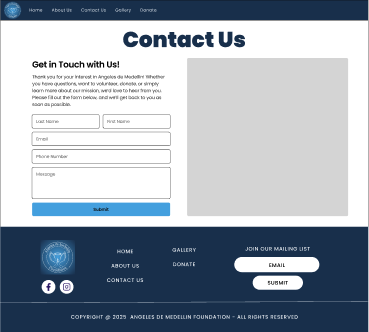 Home About Us Contact Us Gallery Donate
Contact Us
Get in Touch with Us!
Thank you for your interest in Angeles de Medellin! Whether
you have questions, want to volunteer, donate, or simply
learn more about our mission, we'd love to hear from you.
Please fill out the form below, and we'll get back to you as
soon as possible.
Last Name First Name
Email
Phone Number
Message
Submit
HOME
ABOUT US
CONTACT US
GALLERY
DONATE
JOIN OUR MAILING LIST
EMAIL
SUBMIT
COPYRIGHT @ 2025 ANGELES DE MEDELLIN FOUNDATION - ALL RIGHTS RESERVED